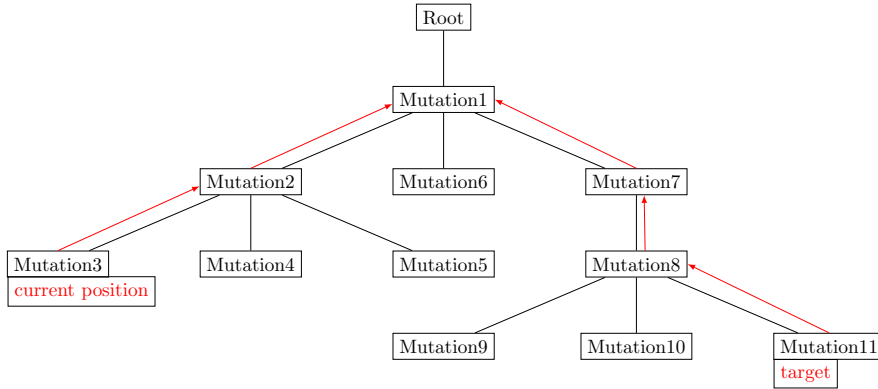 Root
Mutation1
Mutation2
Mutation6
Mutation7
Mutation3
Mutation4
Mutation5
Mutation8
current position
Mutation9
Mutation10
Mutation11
target